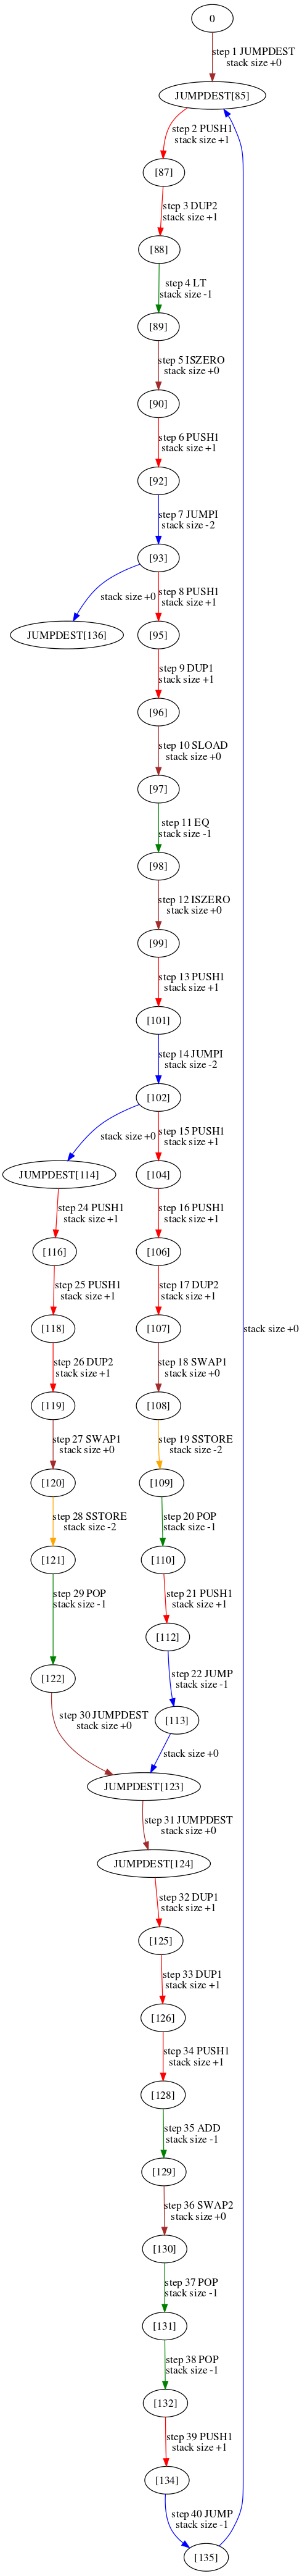 0
step 1 JUMPDEST
stack size +0
JUMPDEST[85]
step 2 PUSH1
stack size +1
[87]
step 3 DUP2
stack size +1
[88]
step 4 LT
stack size -1
[89]
step 5 ISZERO
stack size +0
[90]
step 6 PUSH1
stack size +1
[92]
step 7 JUMPI
stack size -2
[93]
stack size +0
step 8 PUSH1
stack size +1
JUMPDEST[136]
[95]
step 9 DUP1
stack size +1
[96]
step 10 SLOAD
stack size +0
[97]
step 11 EQ
stack size -1
[98]
step 12 ISZERO
stack size +0
[99]
step 13 PUSH1
stack size +1
[101]
step 14 JUMPI
stack size -2
[102]
stack size +0
step 15 PUSH1
stack size +1
JUMPDEST[114]
[104]
step 24 PUSH1
stack size +1
step 16 PUSH1
stack size +1
[116]
[106]
step 25 PUSH1
stack size +1
step 17 DUP2
stack size +1
[118]
[107]
stack size +0
step 26 DUP2
stack size +1
step 18 SWAP1
stack size +0
[119]
[108]
step 27 SWAP1
stack size +0
step 19 SSTORE
stack size -2
[120]
[109]
step 28 SSTORE
stack size -2
step 20 POP
stack size -1
[121]
[110]
step 29 POP
stack size -1
step 21 PUSH1
stack size +1
[112]
[122]
step 22 JUMP
stack size -1
[113]
step 30 JUMPDEST
stack size +0
stack size +0
JUMPDEST[123]
step 31 JUMPDEST
stack size +0
JUMPDEST[124]
step 32 DUP1
stack size +1
[125]
step 33 DUP1
stack size +1
[126]
step 34 PUSH1
stack size +1
[128]
step 35 ADD
stack size -1
[129]
step 36 SWAP2
stack size +0
[130]
step 37 POP
stack size -1
[131]
step 38 POP
stack size -1
[132]
step 39 PUSH1
stack size +1
[134]
step 40 JUMP
stack size -1
[135]